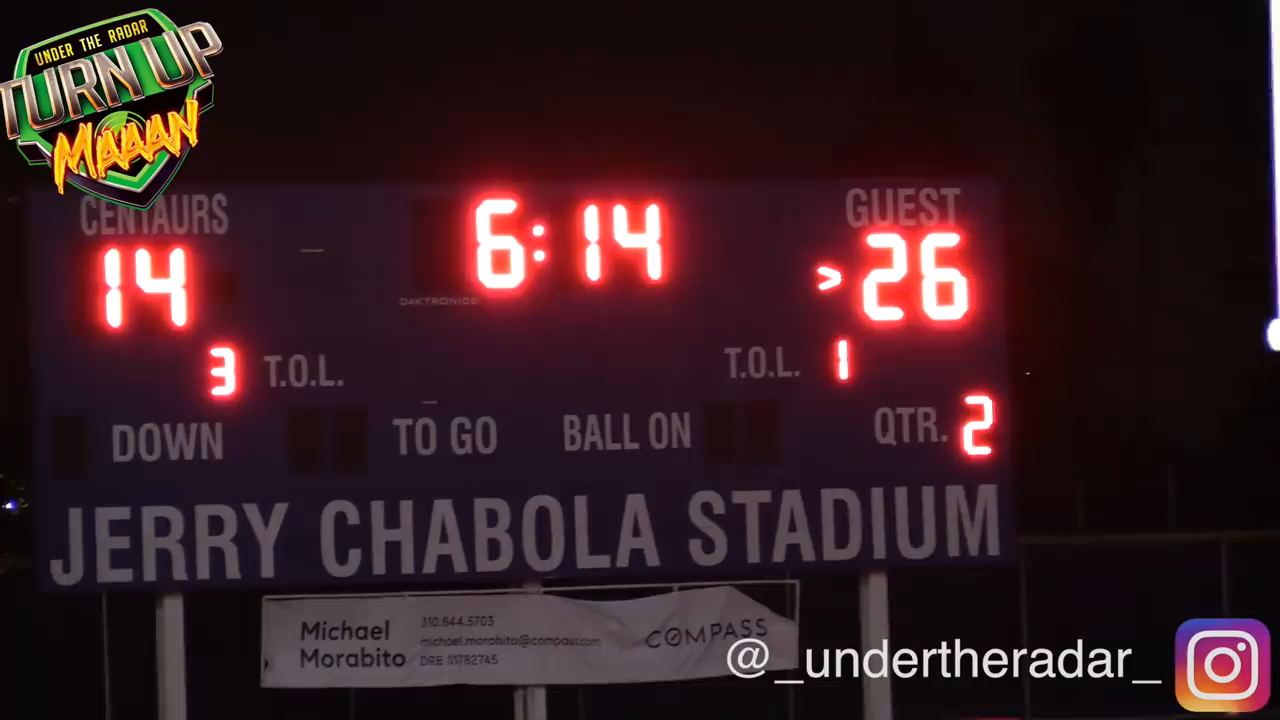 UNDER THE RADAR
TURN UP
MAAAN
CENTAURS
6:14
GUEST
14
>26
DAKTRONICS
3 T.O.L.
T.O.L. 1
DOWN TO GO BALL ON QTR. 2
JERRY CHABOLA STADIUM
Michael
Morabito
310.844.5703
michael.morabito@compass.com
DRE 01782745
COMPASS
@_undertheradar_